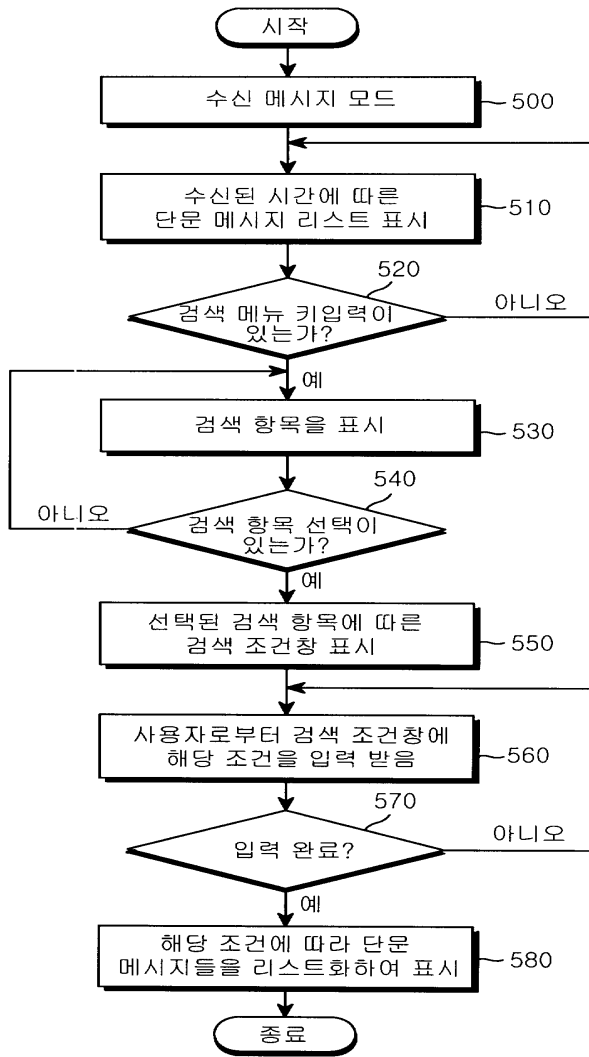 시작
수신 메시지 모드
500
수신된 시간에 따른
단문 메시지 리스트 표시
510
520
검색 메뉴 키입력이
있는가?
아니오
예
검색 항목을 표시
530
540
아니오
검색 항목 선택이
있는가?
예
선택된 검색 항목에 따른
검색 조건창 표시
550
사용자로부터 검색 조건창에
해당 조건을 입력 받음
560
570
입력 완료?
아니오
예
해당 조건에 따라 단문
메시지들을 리스트화하여 표시
580
종료